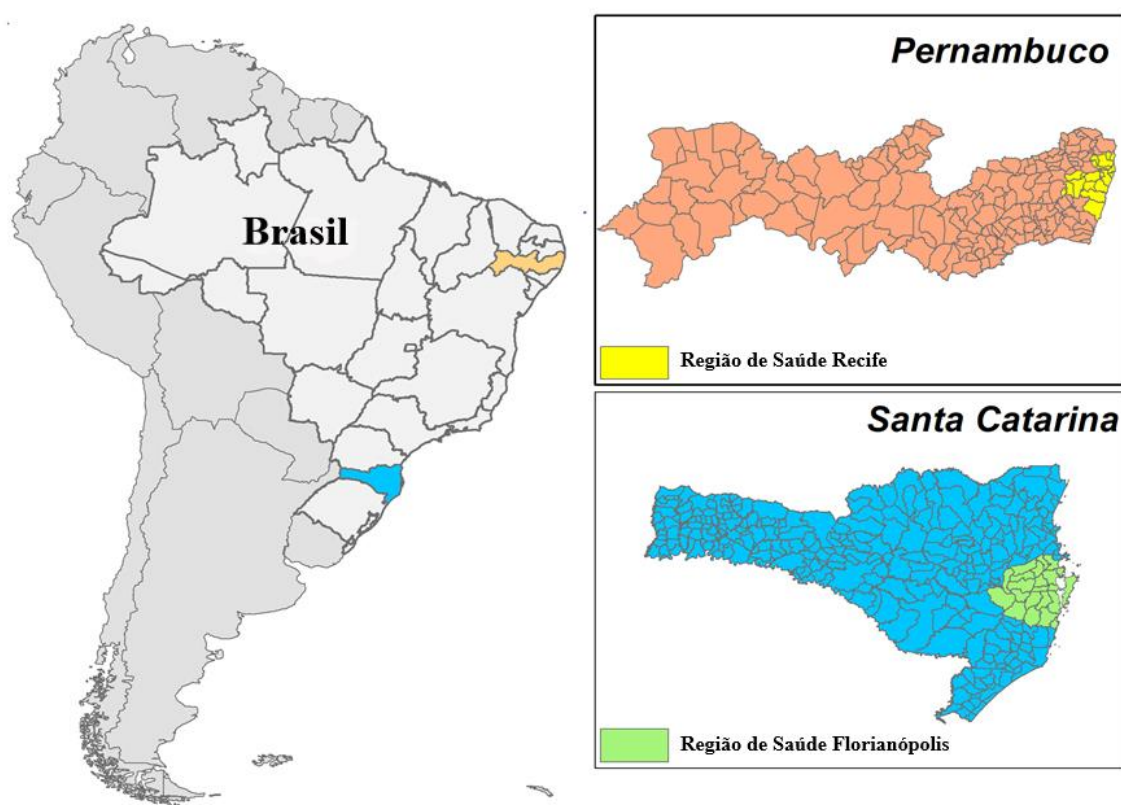 Brasil
Pernambuco
Região de Saúde Recife
Santa Catarina
Região de Saúde Florianópolis